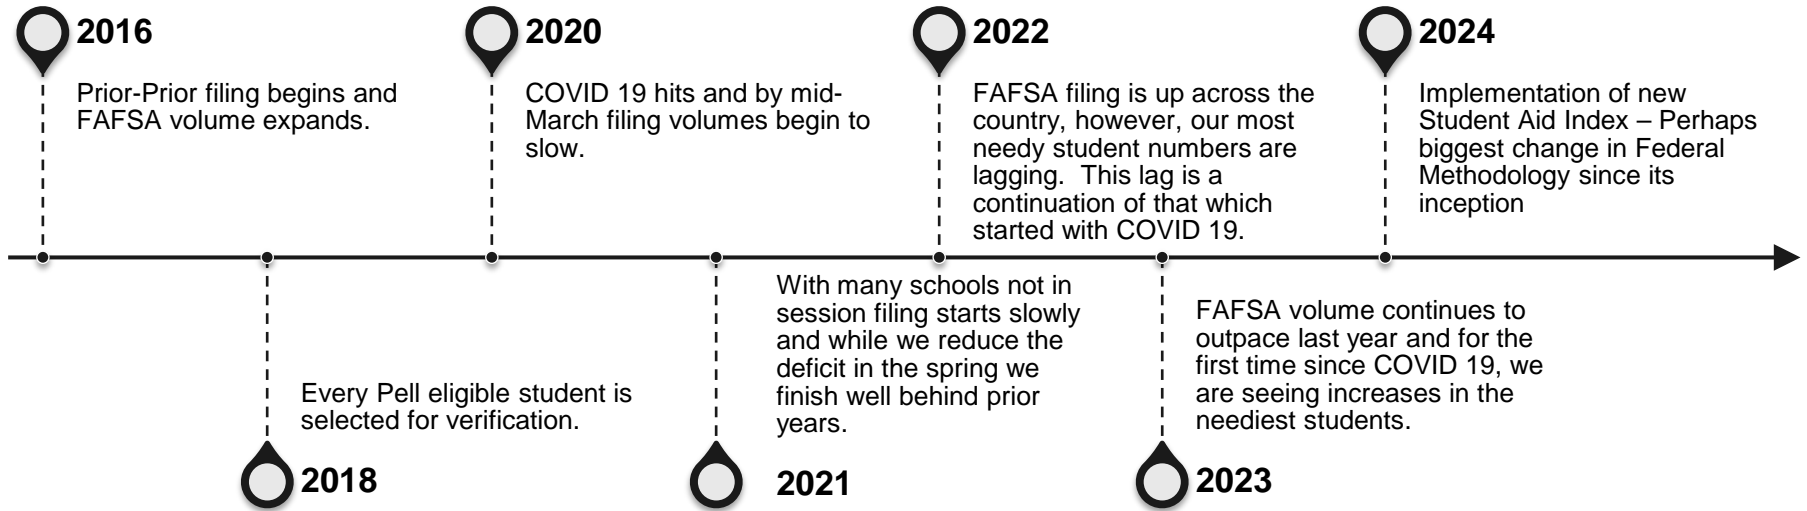 2016
Prior-Prior filing begins and
FAFSA volume expands.
2020
COVID 19 hits and by mid-
March filing volumes begin to
slow.
2022
FAFSA filing is up across the
country, however, our most
needy student numbers are
lagging.  This lag is a
continuation of that which
started with COVID 19.
2024
Implementation of new
Student Aid Index – Perhaps
biggest change in Federal
Methodology since its
inception
Every Pell eligible student is
selected for verification.
2018
With many schools not in
session filing starts slowly
and while we reduce the
deficit in the spring we
finish well behind prior
years.
2021
FAFSA volume continues to
outpace last year and for the
first time since COVID 19, we
are seeing increases in the
neediest students.
2023